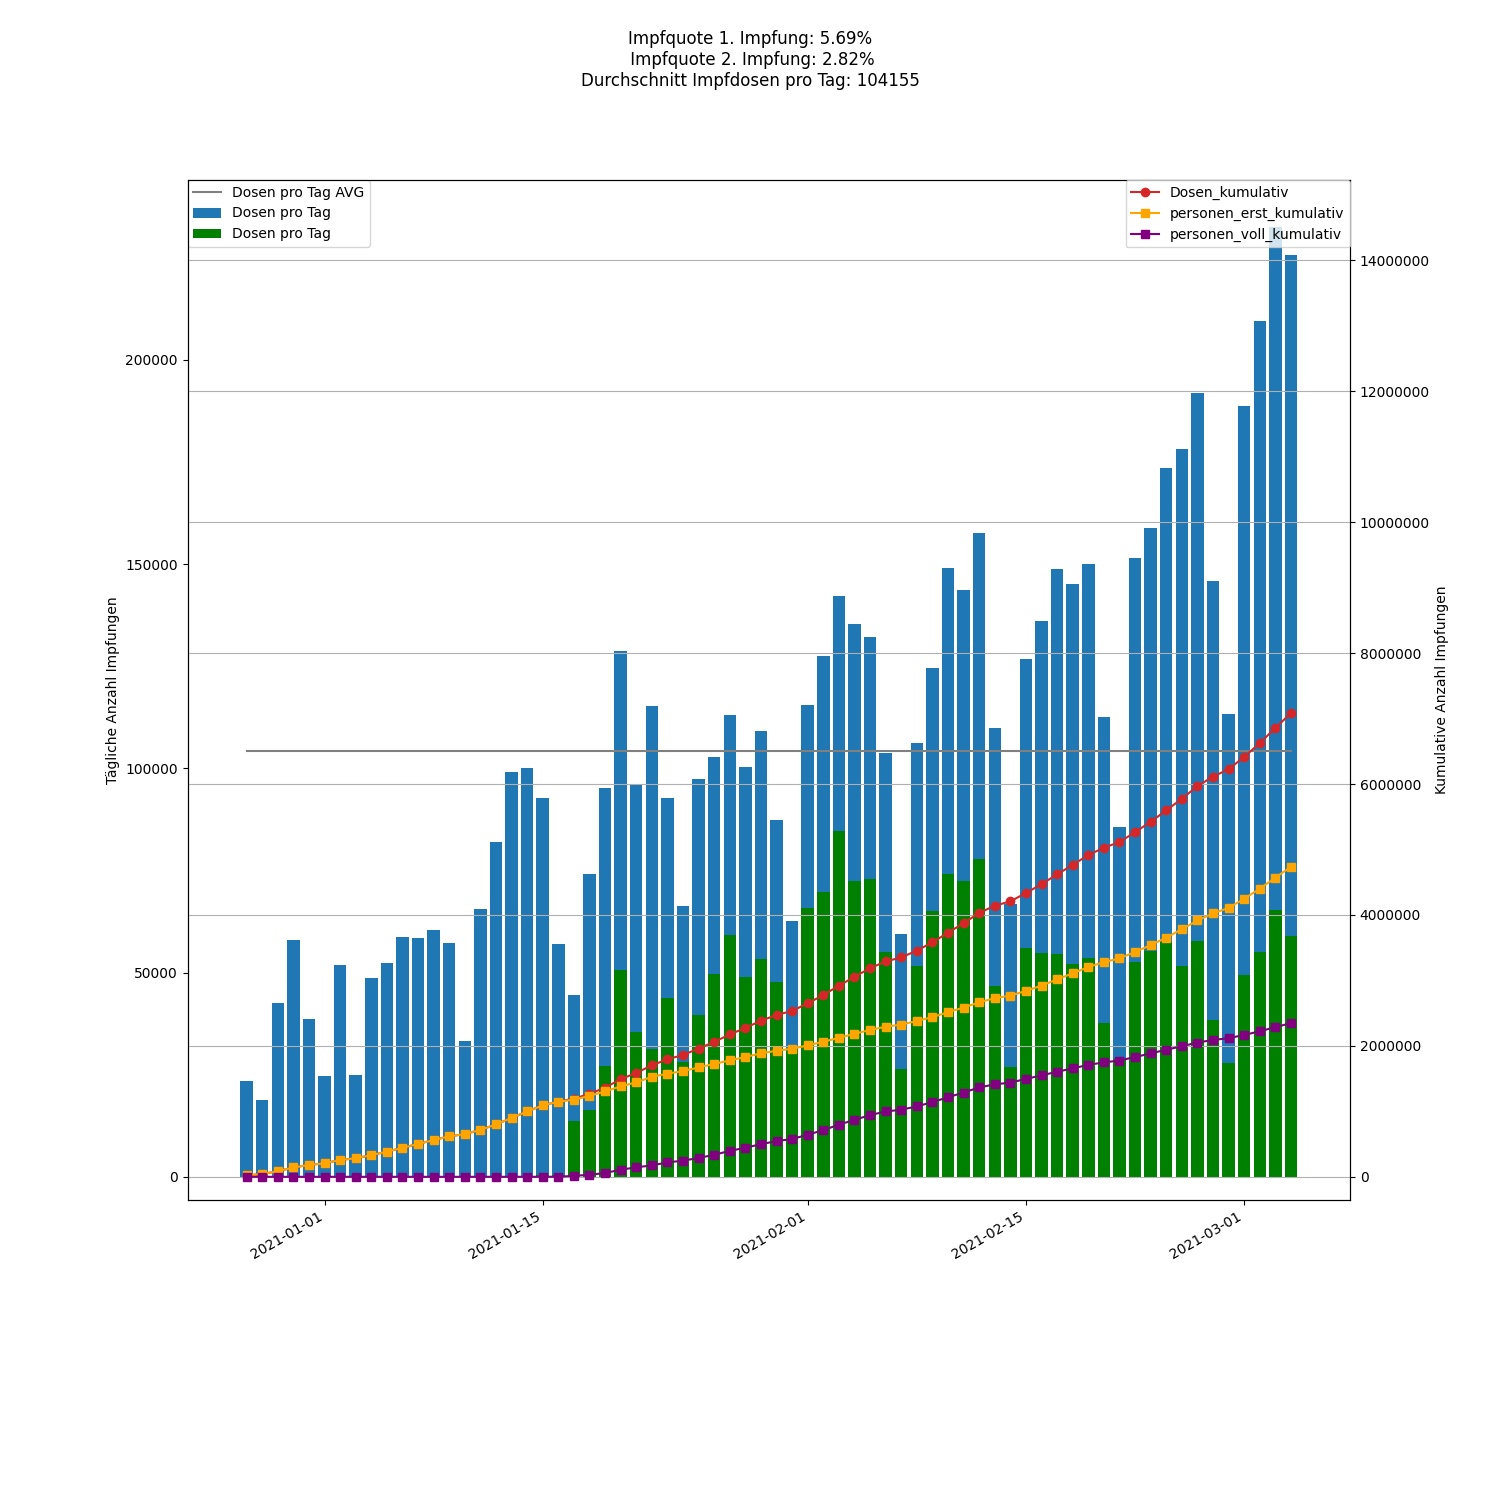 Impfquote 1. Impfung: 5.69%
Impfquote 2. Impfung: 2.82%
Durchschnitt Impfdosen pro Tag: 104155
Dosen pro Tag AVG
Dosen pro Tag
Dosen pro Tag
Dosen_kumulativ
personen_erst_kumulativ
personen_voll_kumulativ
Tägliche Anzahl Impfungen
200000
150000
100000
50000
0
14000000
12000000
10000000
8000000
6000000
4000000
2000000
0
Kumulative Anzahl Impfungen
2021-01-01
2021-01-15
2021-02-01
2021-02-15
2021-03-01